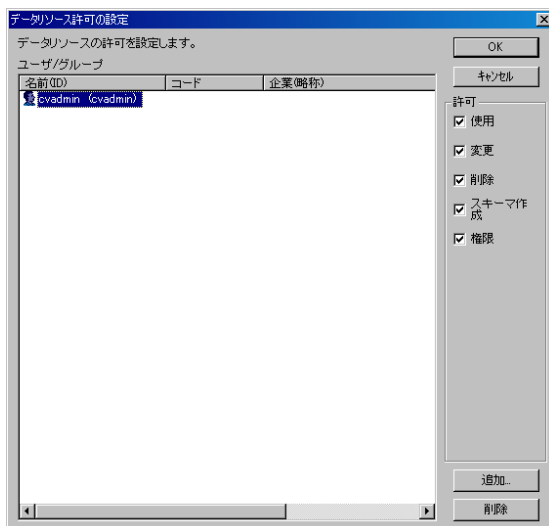 データリソース許可の設定
データリソースの許可を設定します。
ユーザ/グループ
名前(ID) コード 企業(略称)
cvadmin (cvadmin)
OK
キャンセル
許可
使用
変更
削除
スキーマ作
成
権限
追加...
削除